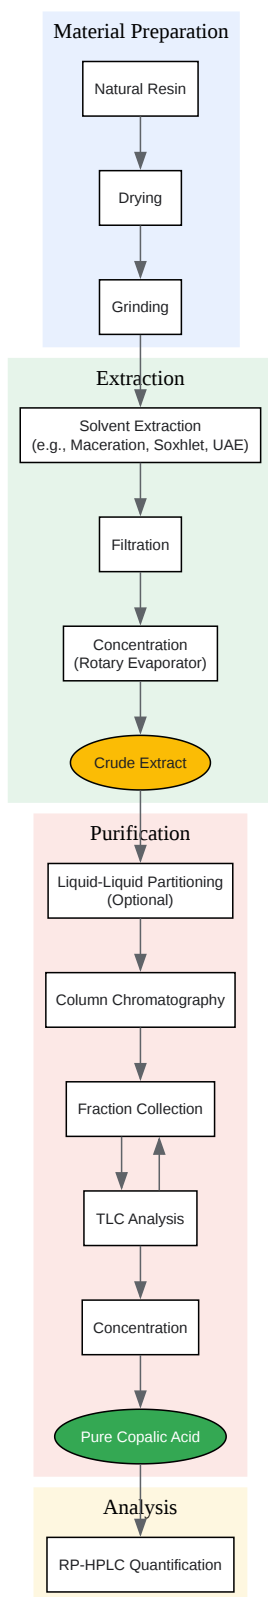 Material Preparation
Natural Resin
Drying
Grinding
Extraction
Solvent Extraction
(e.g., Maceration, Soxhlet, UAE)
Filtration
Concentration
(Rotary Evaporator)
Crude Extract
Purification
Liquid-Liquid Partitioning
(Optional)
Column Chromatography
Fraction Collection
TLC Analysis
Concentration
Pure Copalic Acid
Analysis
RP-HPLC Quantification